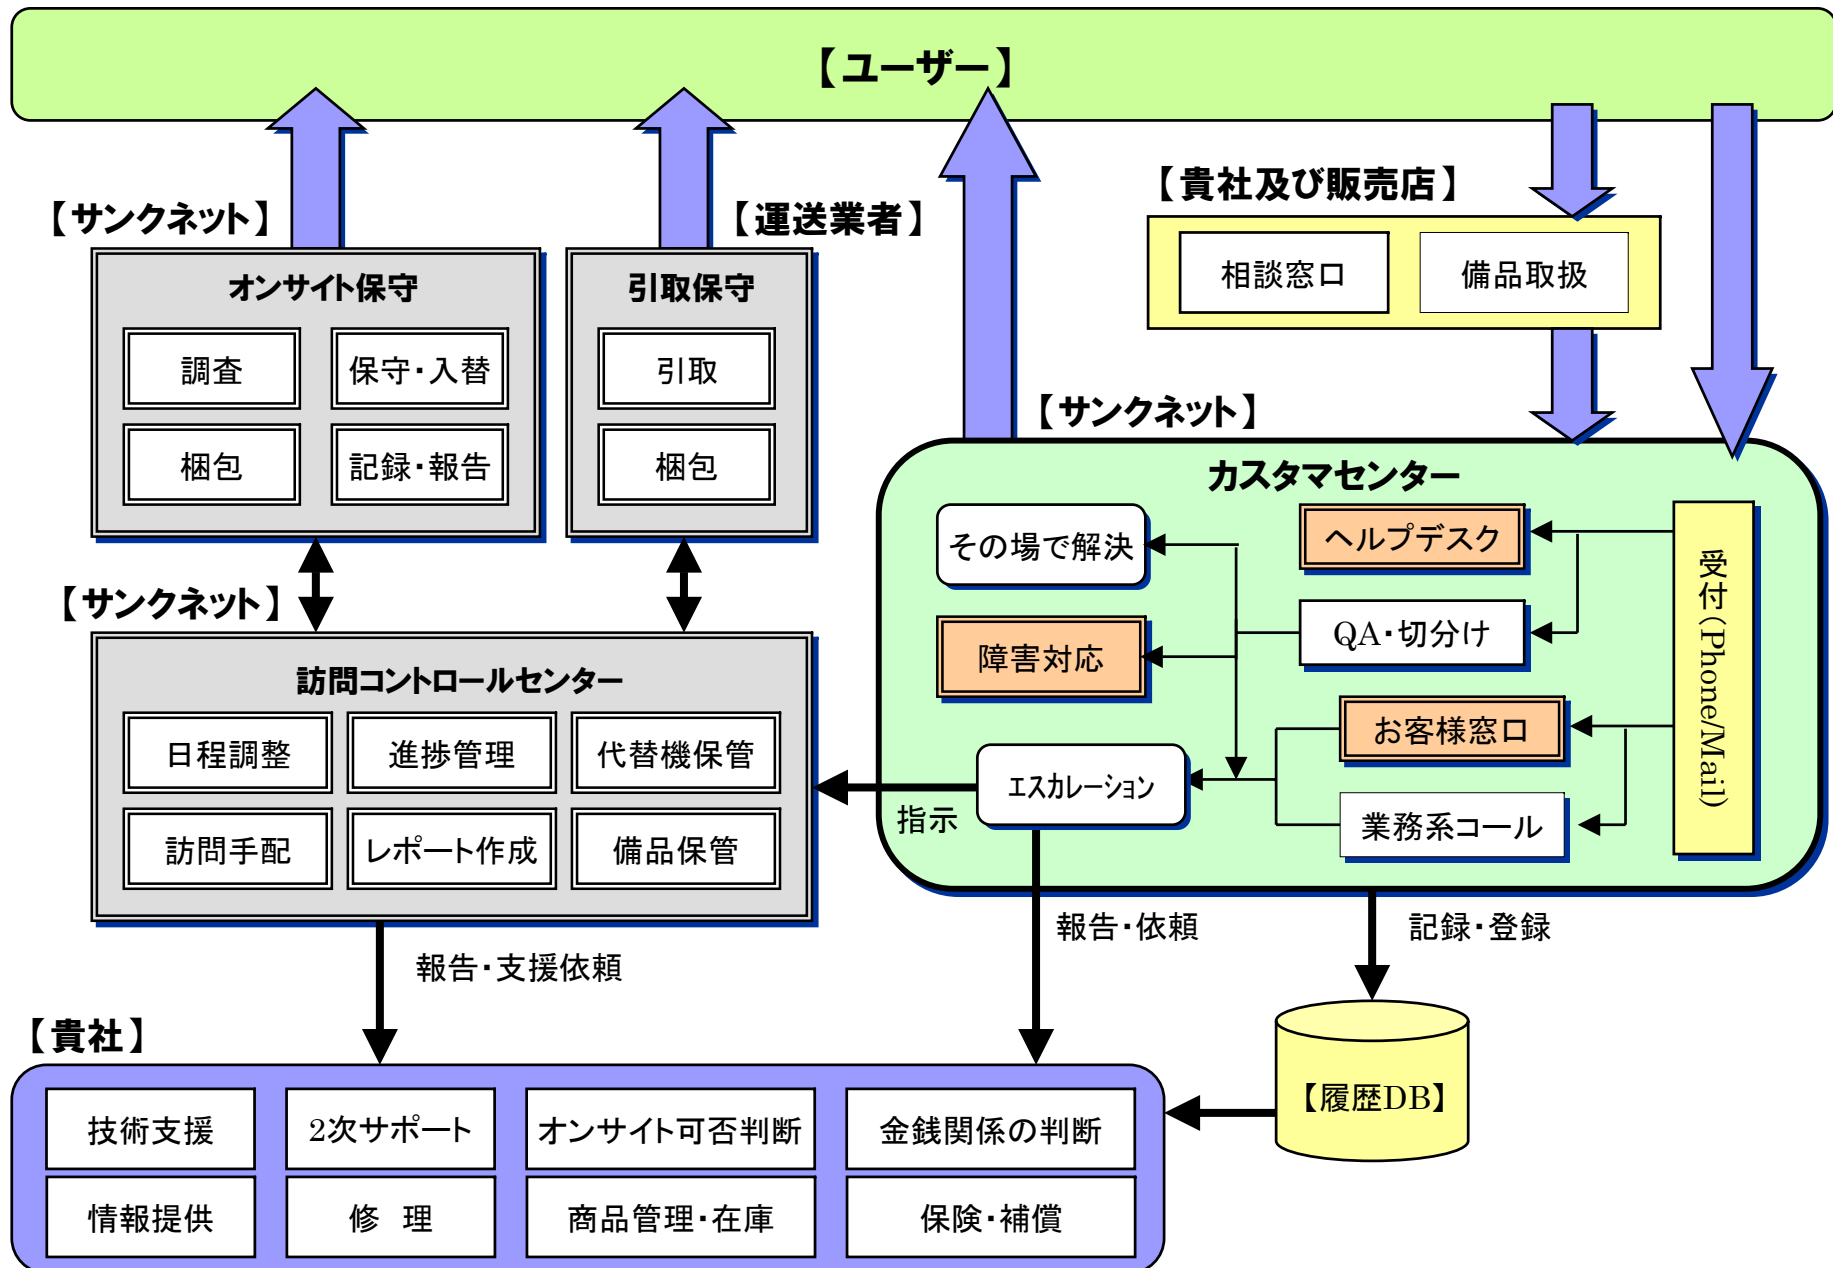 【ユーザー】
【サンクネット】
【運送業者】
【貴社及び販売店】
オンサイト保守
調査
保守・入替
梱包
記録・報告
引取保守
引取
梱包
相談窓口
備品取扱
【サンクネット】
カスタマセンター
その場で解決
ヘルプデスク
障害対応
QA・切分け
お客様窓口
エスカレーション
業務系コール
受付(Phone/Mail)
【サンクネット】
訪問コントロールセンター
日程調整
進捗管理
代替機保管
訪問手配
レポート作成
備品保管
指示
報告・支援依頼
報告・依頼
記録・登録
【履歴DB】
【貴社】
技術支援
2次サポート
オンサイト可否判断
金銭関係の判断
情報提供
修　理
商品管理・在庫
保険・補償